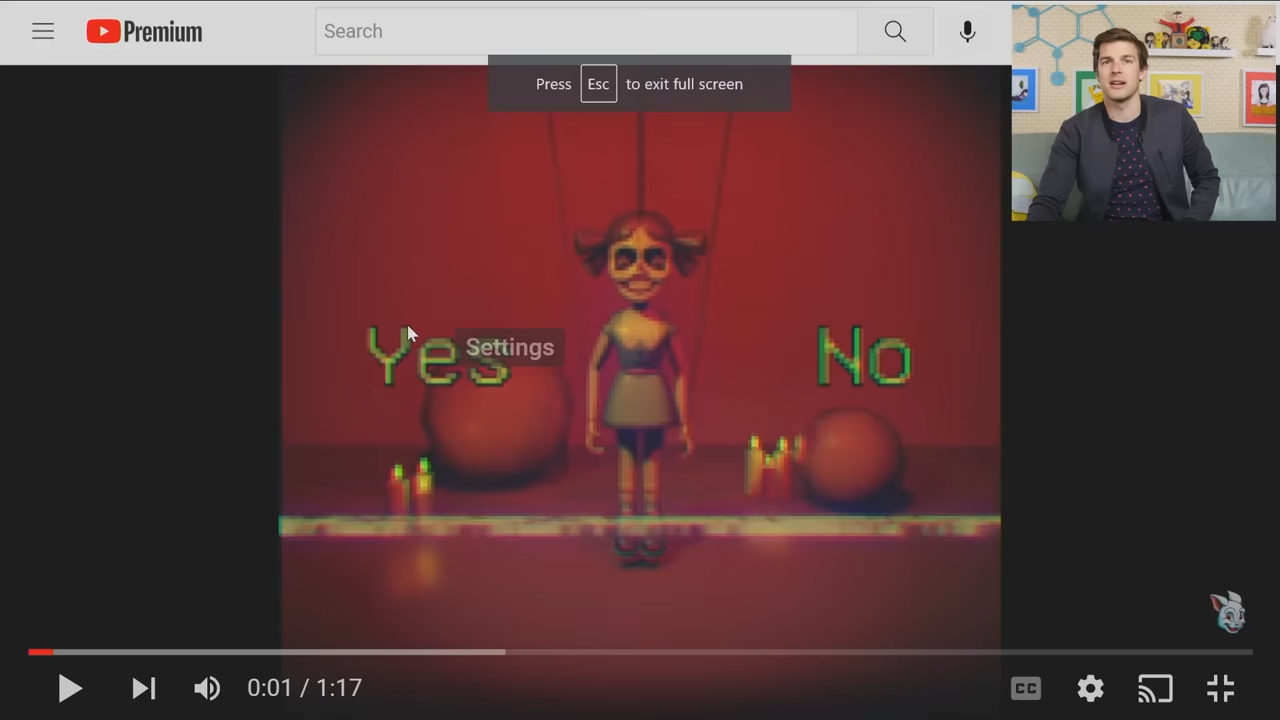 Premium
Search
Press Esc to exit full screen
Yes
Settings
No
0:01 / 1:17
CC